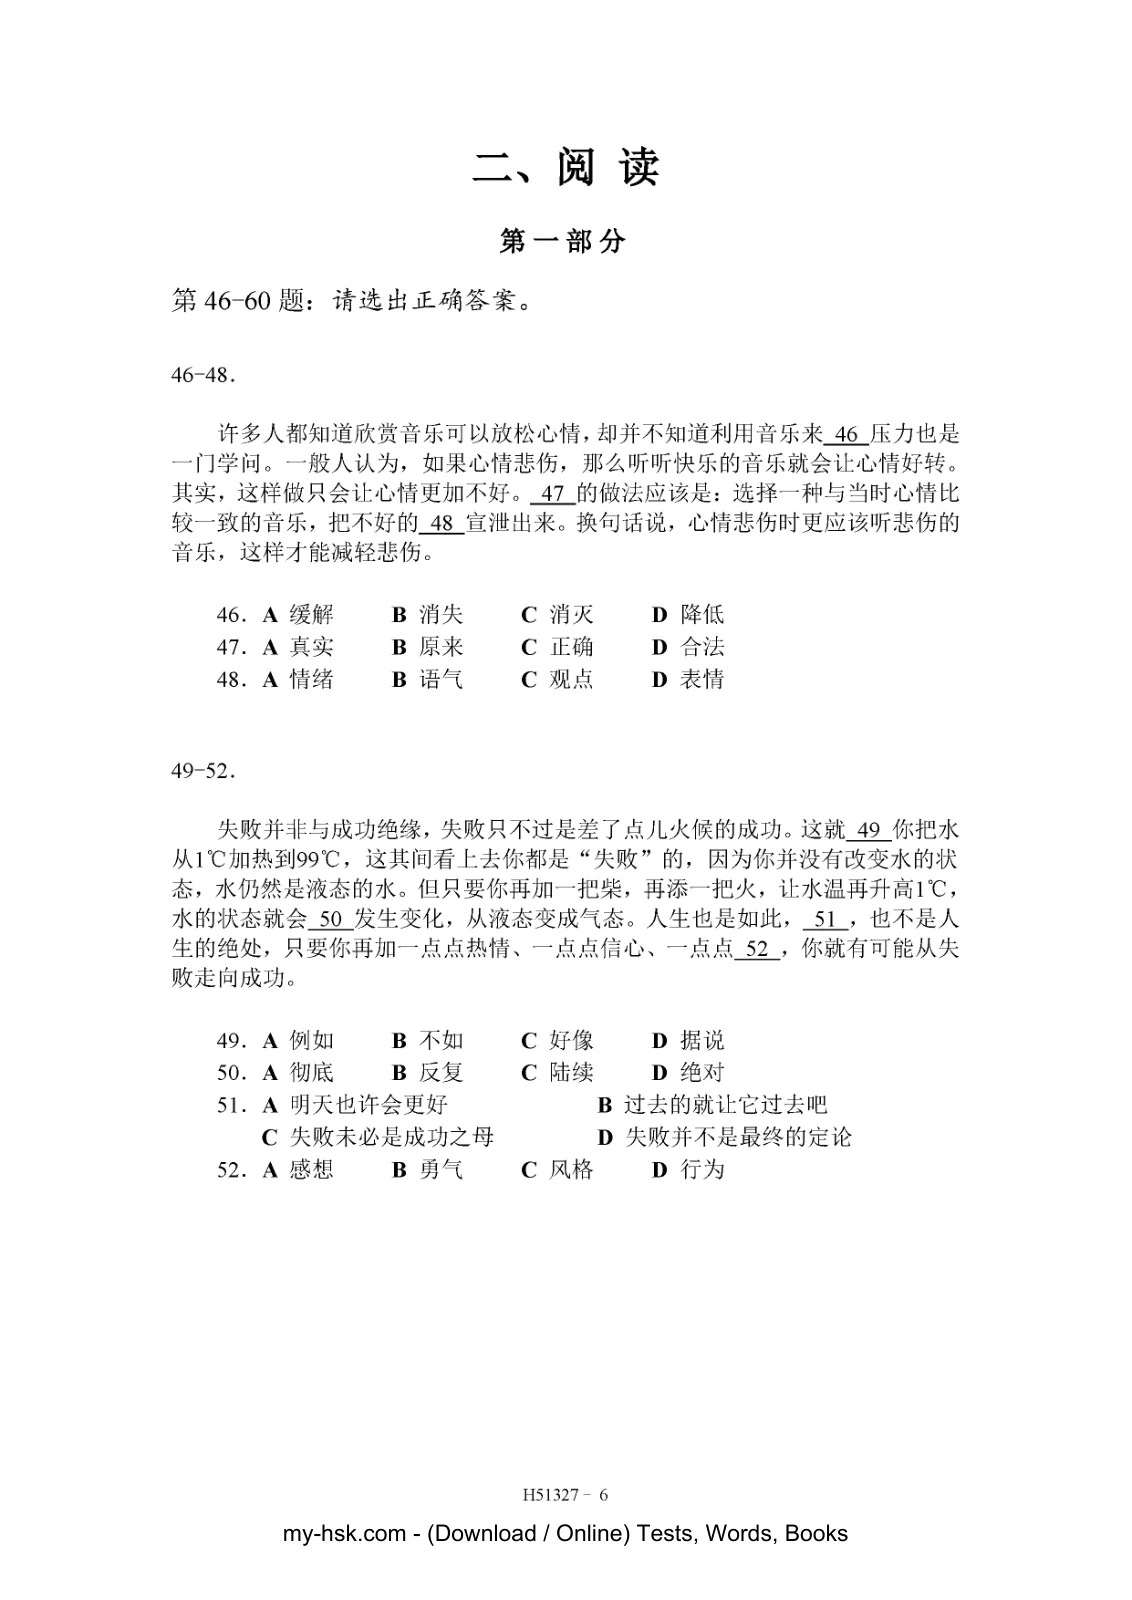 二、阅 读
第一部分
第 46-60 题：请选出正确答案。
46-48．
许多人都知道欣赏音乐可以放松心情，却并不知道利用音乐来 46 压力也是
一门学问。一般人认为，如果心情悲伤，那么听听快乐的音乐就会让心情好转。
其实，这样做只会让心情更加不好。 47 的做法应该是：选择一种与当时心情比
较一致的音乐，把不好的 48 宣泄出来。换句话说，心情悲伤时更应该听悲伤的
音乐，这样才能减轻悲伤。
46．A 缓解 B 消失 C 消灭 D 降低
47．A 真实 B 原来 C 正确 D 合法
48．A 情绪 B 语气 C 观点 D 表情
49-52．
失败并非与成功绝缘，失败只不过是差了点儿火候的成功。这就 49 你把水
从1℃加热到99℃，这其间看上去你都是“失败”的，因为你并没有改变水的状
态，水仍然是液态的水。但只要你再加一把柴，再添一把火，让水温再升高1℃，
水的状态就会 50 发生变化，从液态变成气态。人生也是如此， 51 ，也不是人
生的绝处，只要你再加一点点热情、一点点信心、一点点 52 ，你就有可能从失
败走向成功。
49．A 例如 B 不如 C 好像 D 据说
50．A 彻底 B 反复 C 陆续 D 绝对
51．A 明天也许会更好 B 过去的就让它过去吧
C 失败未必是成功之母 D 失败并不是最终的定论
52．A 感想 B 勇气 C 风格 D 行为
H51327- 6
my-hsk.com - (Download / Online) Tests, Words, Books